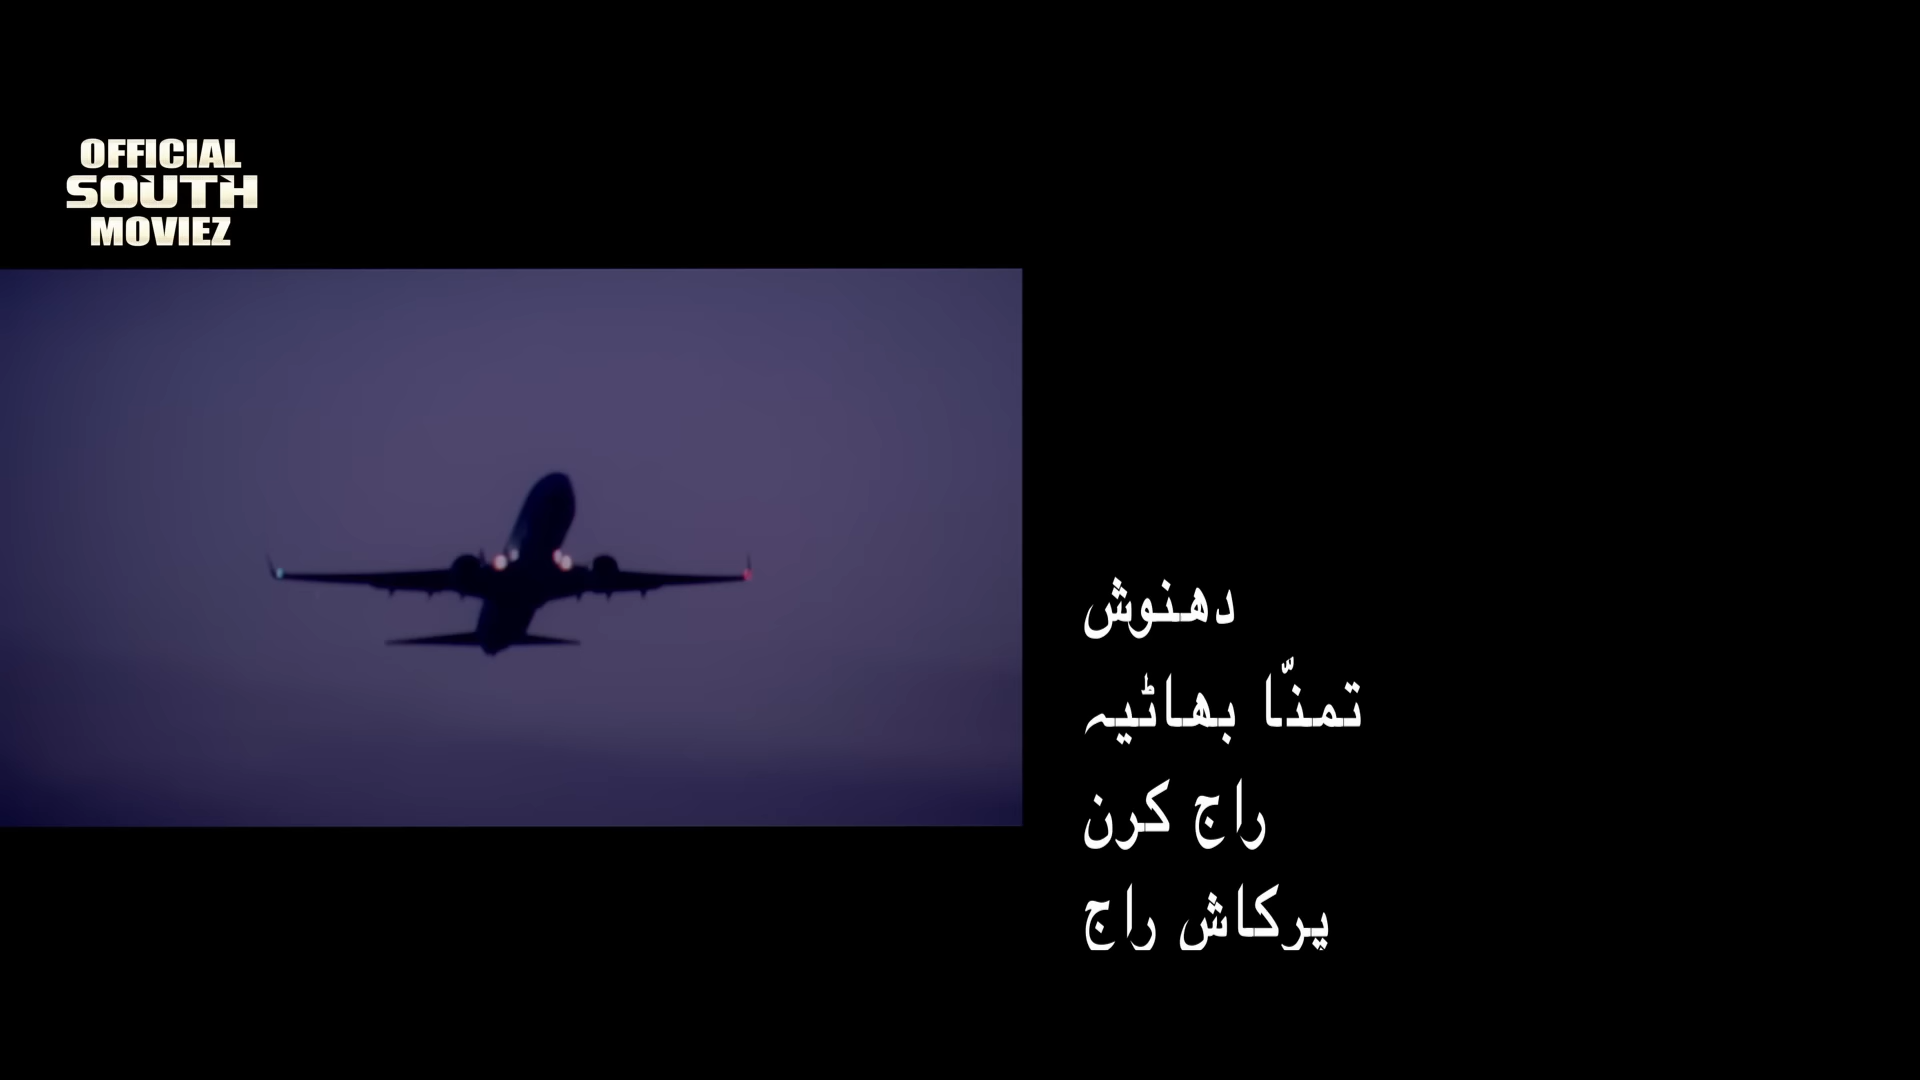 OFFICIAL
SOUTH
MOVIEZ
دھنوش
تمنّا بھاٹیہ
راج کرن
پرکاش راج